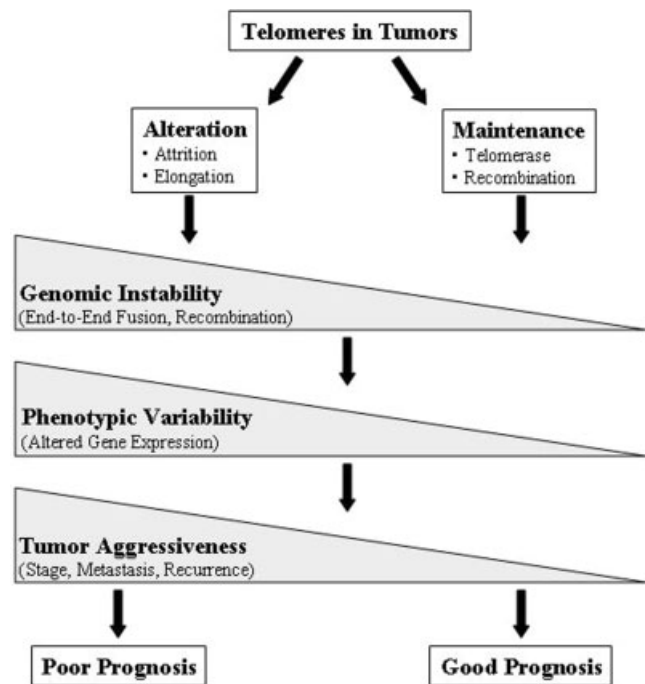 Telomeres in Tumors
Alteration
▪ Attrition
▪ Elongation
Maintenance
▪ Telomerase
▪ Recombination
Genomic Instability
(End-to-End Fusion, Recombination)
Phenotypic Variability
(Altered Gene Expression)
Tumor Aggressiveness
(Stage, Metastasis, Recurrence)
Poor Prognosis
Good Prognosis